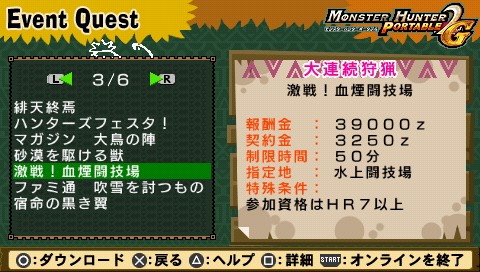 Event Quest
MONSTER HUNTER
PORTABLE 2nd G
L 3/6 R
緋天終焉
ハンターズフェスタ！
マガジン　大鳥の陣
砂漠を駆ける獣
激戦！血煙闘技場
ファミ通　吹雪を討つもの
宿命の黒き翼
大連続狩猟
激戦！血煙闘技場
報酬金　：　39000z
契約金　：　3250z
制限時間：　50分
指定地　：　水上闘技場
特殊条件：
参加資格はHR7以上
○:ダウンロード ×:戻る △:ヘルプ □:詳細 START:オンラインを終了